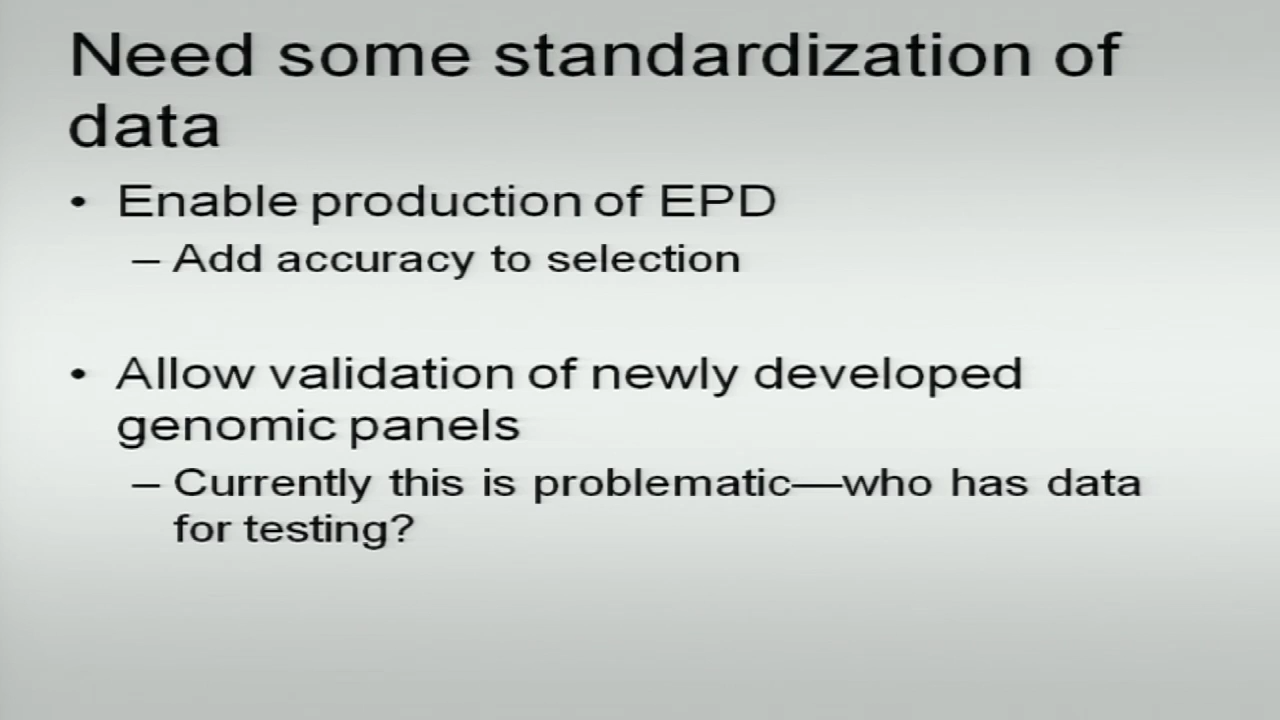 Need some standardization of
data
• Enable production of EPD
– Add accuracy to selection
• Allow validation of newly developed
genomic panels
– Currently this is problematic—who has data
for testing?